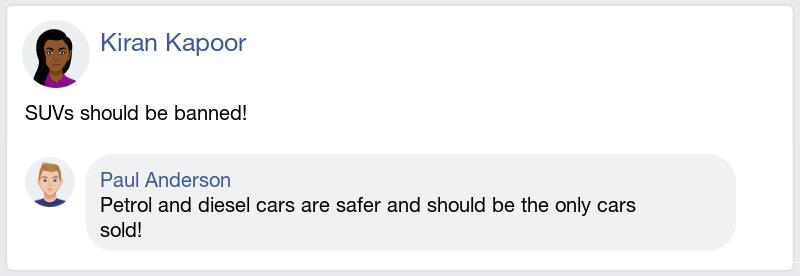 Kiran Kapoor
SUVs should be banned!
Paul Anderson
Petrol and diesel cars are safer and should be the only cars
sold!